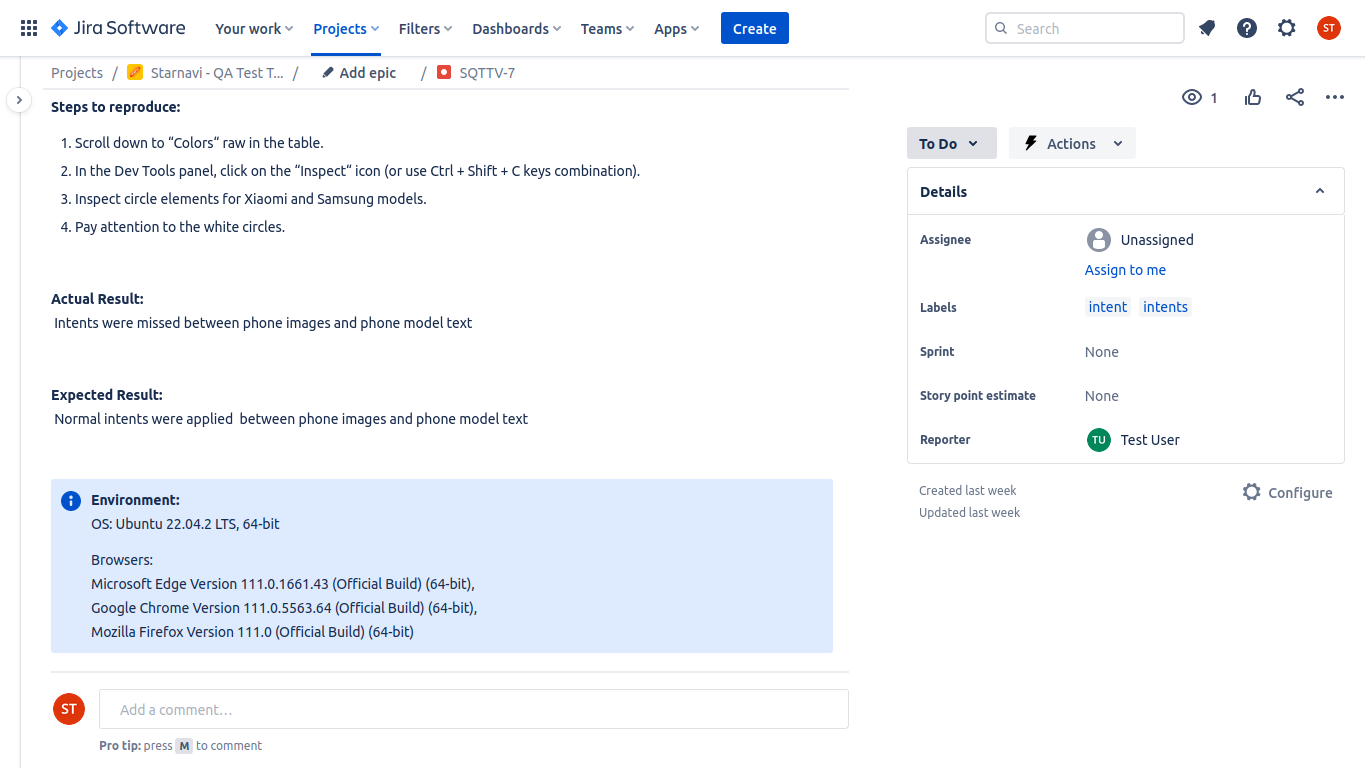 Jira Software Your work Projects Filters Dashboards Teams Apps Create Search ST
Projects / Starnavi - QA Test T... / Add epic / SQTTV-7
1
Steps to reproduce:
1. Scroll down to “Colors“ raw in the table.
2. In the Dev Tools panel, click on the “Inspect“ icon (or use Ctrl + Shift + C keys combination).
3. Inspect circle elements for Xiaomi and Samsung models.
4. Pay attention to the white circles.
Actual Result:
Intents were missed between phone images and phone model text
Expected Result:
Normal intents were applied  between phone images and phone model text
Environment:
OS: Ubuntu 22.04.2 LTS, 64-bit
Browsers:
Microsoft Edge Version 111.0.1661.43 (Official Build) (64-bit),
Google Chrome Version 111.0.5563.64 (Official Build) (64-bit),
Mozilla Firefox Version 111.0 (Official Build) (64-bit)
ST Add a comment...
Pro tip: press M to comment
To Do Actions
Details
Assignee Unassigned
Assign to me
Labels intent intents
Sprint None
Story point estimate None
Reporter TU Test User
Created last week Configure
Updated last week